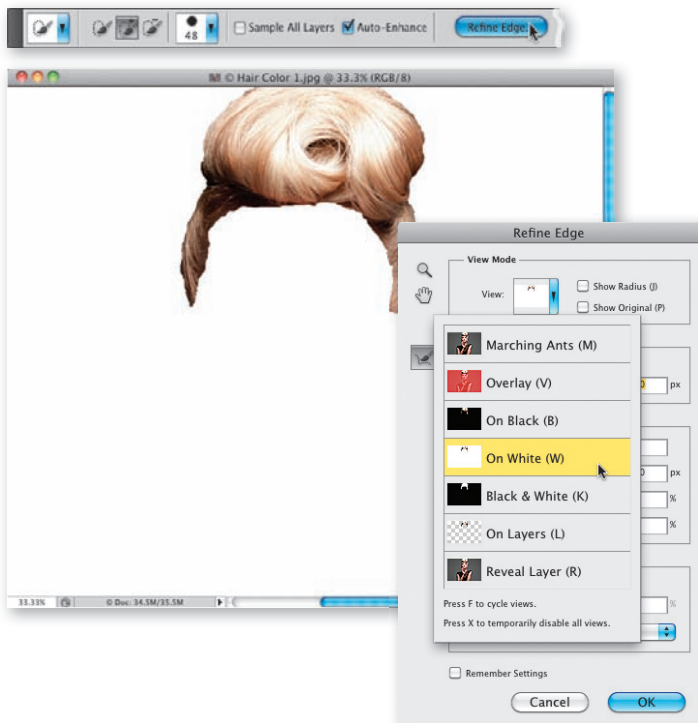 48
Sample All Layers
Auto-Enhance
Refine Edge...
© Hair Color 1.jpg @ 33.3% (RGB/8)
Refine Edge
View Mode
View:
Show Radius (J)
Show Original (P)
Marching Ants (M)
Overlay (V)
px
On Black (B)
On White (W)
px
Black & White (K)
%
On Layers (L)
%
Reveal Layer (R)
Press F to cycle views.
%
Press X to temporarily disable all views.
33.33%
© Doc: 34.5M/35.5M
Remember Settings
Cancel
OK